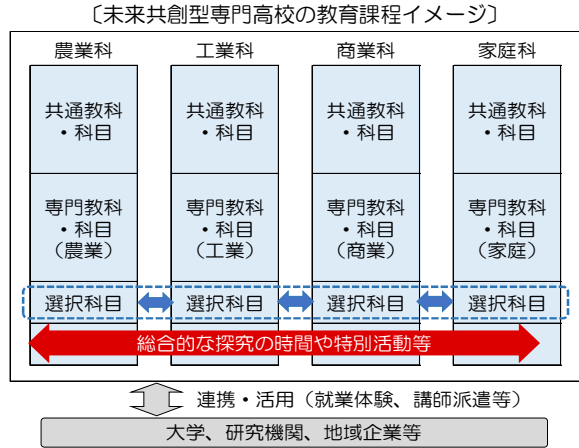 〔未来共創型専門高校の教育課程イメージ〕
農業科
工業科
商業科
家庭科
共通教科
・科目
共通教科
・科目
共通教科
・科目
共通教科
・科目
専門教科
・科目
（農業）
専門教科
・科目
（工業）
専門教科
・科目
（商業）
専門教科
・科目
（家庭）
選択科目
選択科目
選択科目
選択科目
総合的な探究の時間や特別活動等
連携・活用（就業体験、講師派遣等）
大学、研究機関、地域企業等